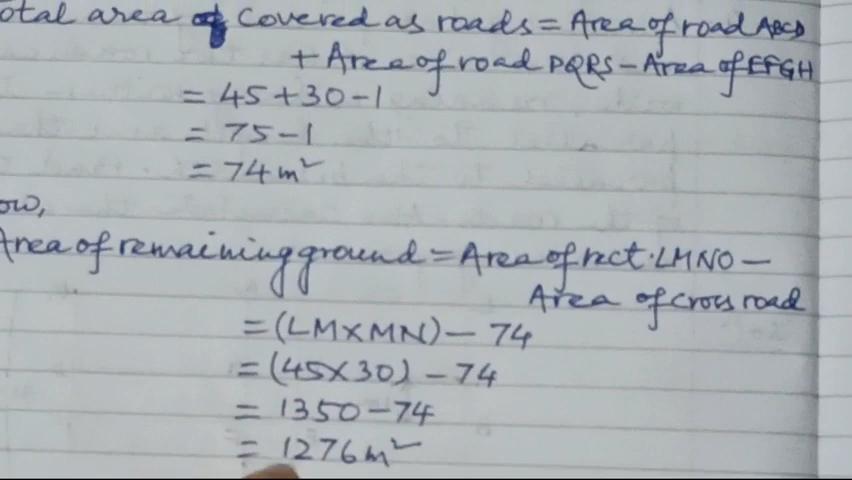 otal area of covered as roads = Area of road ABCD
+ Area of road PQRS - Area of EFGH
= 45 + 30 - 1
= 75 - 1
= 74 m²
ow,
Area of remaining ground = Area of rect. LMNO -
Area of cross road
= (LM × MN) - 74
= (45 × 30) - 74
= 1350 - 74
= 1276 m²